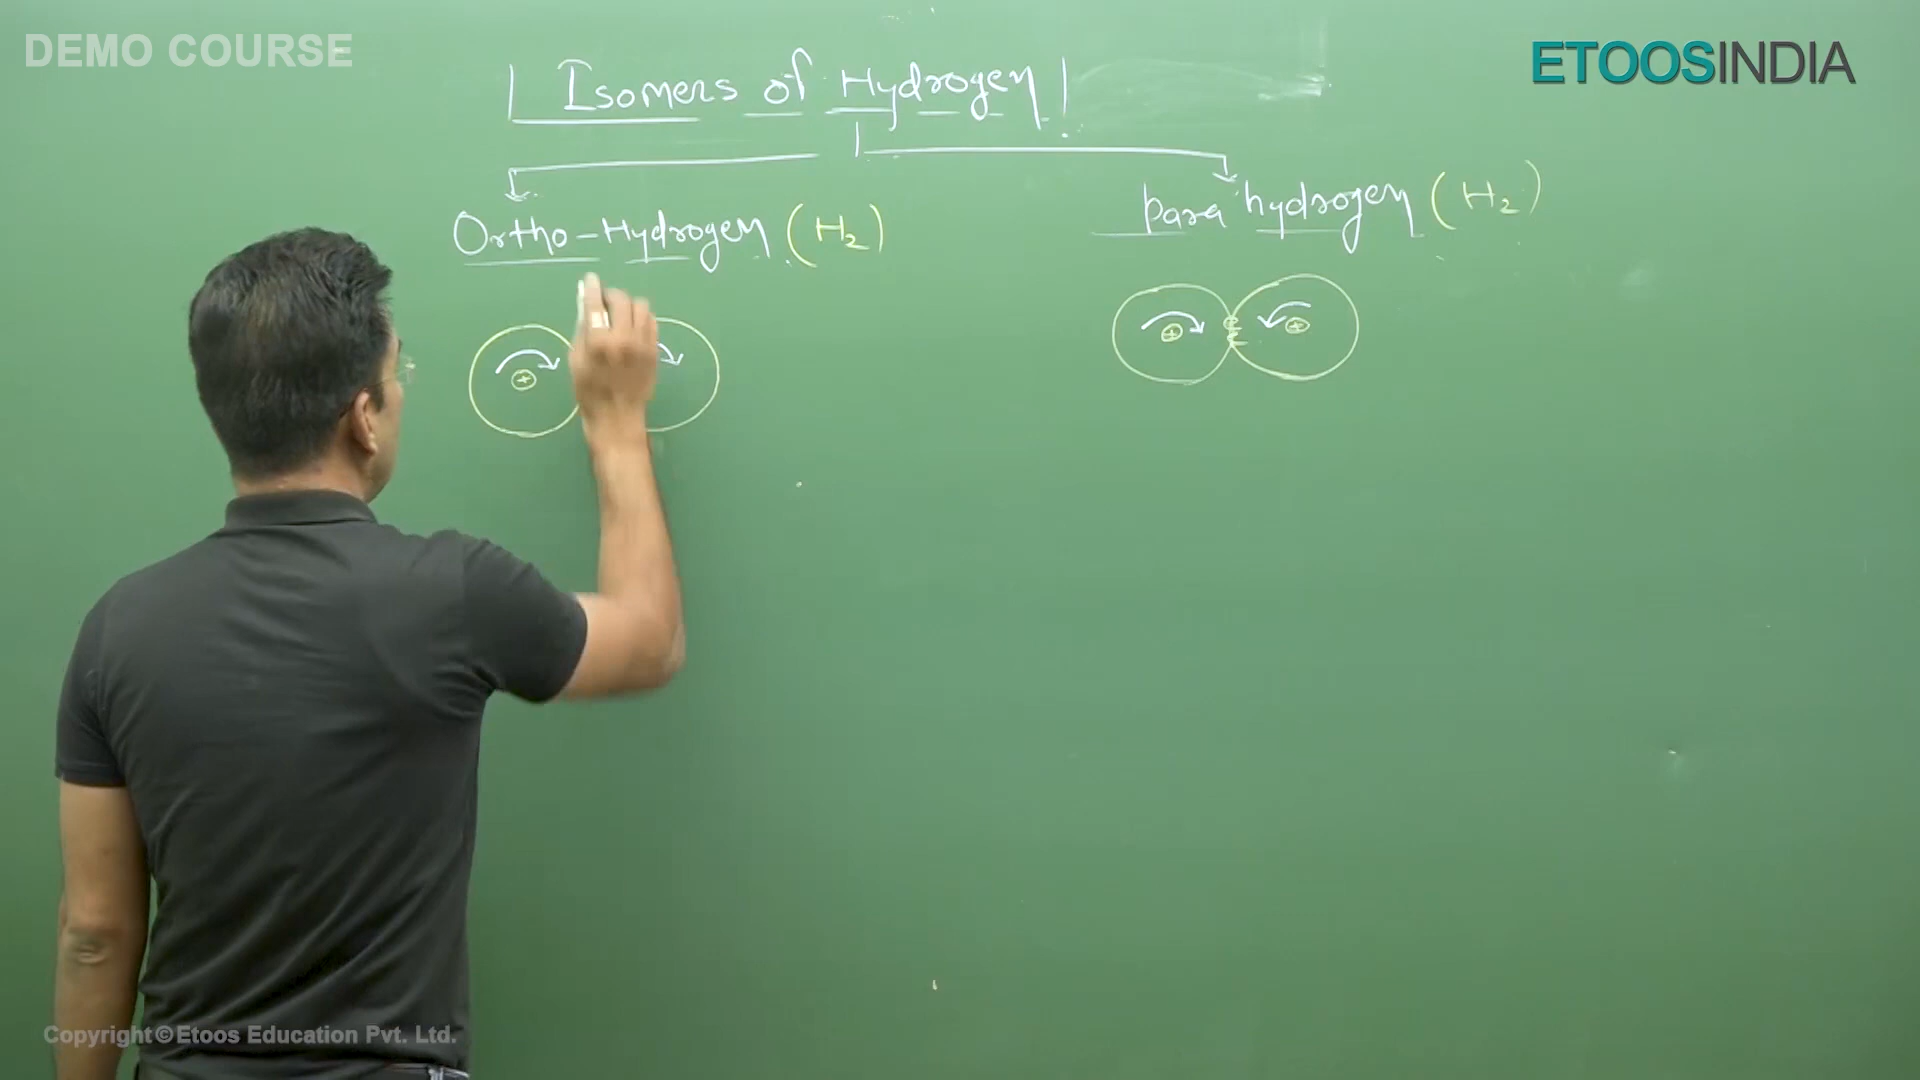 DEMO COURSE
ETOOSINDIA
Isomers of Hydrogen
Ortho-Hydrogen (H2)
para hydrogen (H2)
+
+ +
Copyright © Etoos Education Pvt. Ltd.